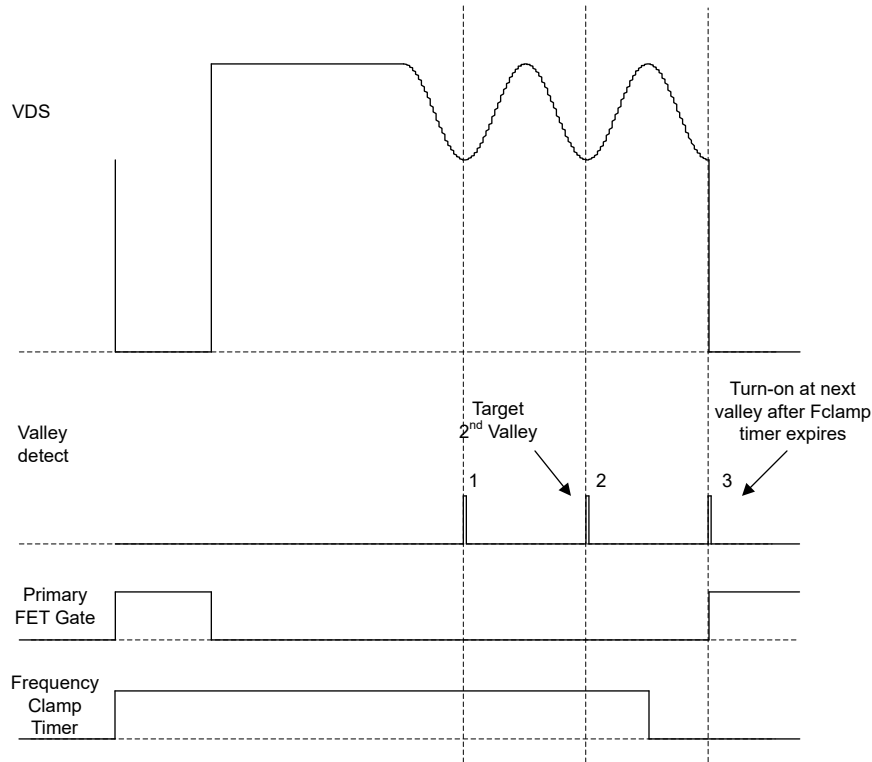 VDS
Valley
detect
Target
2nd Valley
Turn-on at next
valley after Fclamp
timer expires
1
2
3
Primary
FET Gate
Frequency
Clamp
Timer